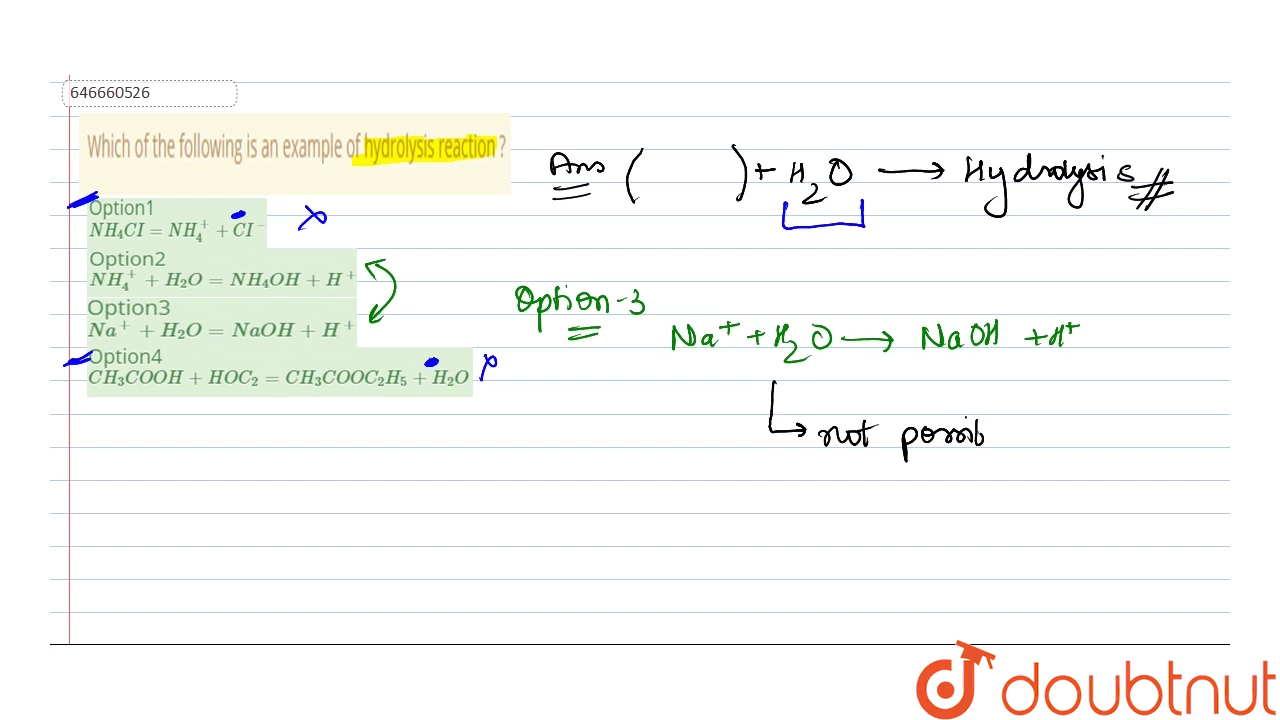 646660526
Which of the following is an example of hydrolysis reaction ?
Option1
NH₄CI = NH₄⁺ + CI⁻
Option2
NH₄⁺ + H₂O = NH₄OH + H⁺
Option3
Na⁺ + H₂O = NaOH + H⁺
Option4
CH₃COOH + HOC₂ = CH₃COOC₂H₅ + H₂O
Ans ( ) + H₂O → Hydrolysis
Option-3
Na⁺ + H₂O → NaOH + H⁺
not possib
doubtnut